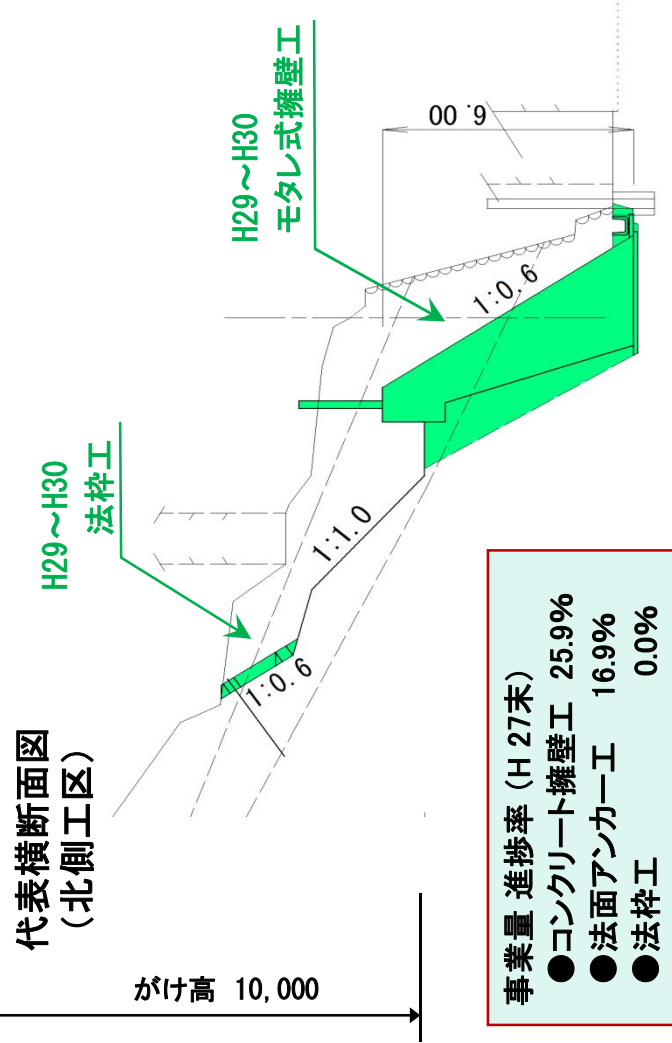 代表横断面図
(北側工区)
H29～H30
法枠工
H29～H30
モタレ式擁壁工
6.00
1:0.6
1:1.0
1:0.6
がけ高 10,000
事業量 進捗率 (H 27末)
●コンクリート擁壁工 25.9%
●法面アンカー工 16.9%
●法枠工 0.0%